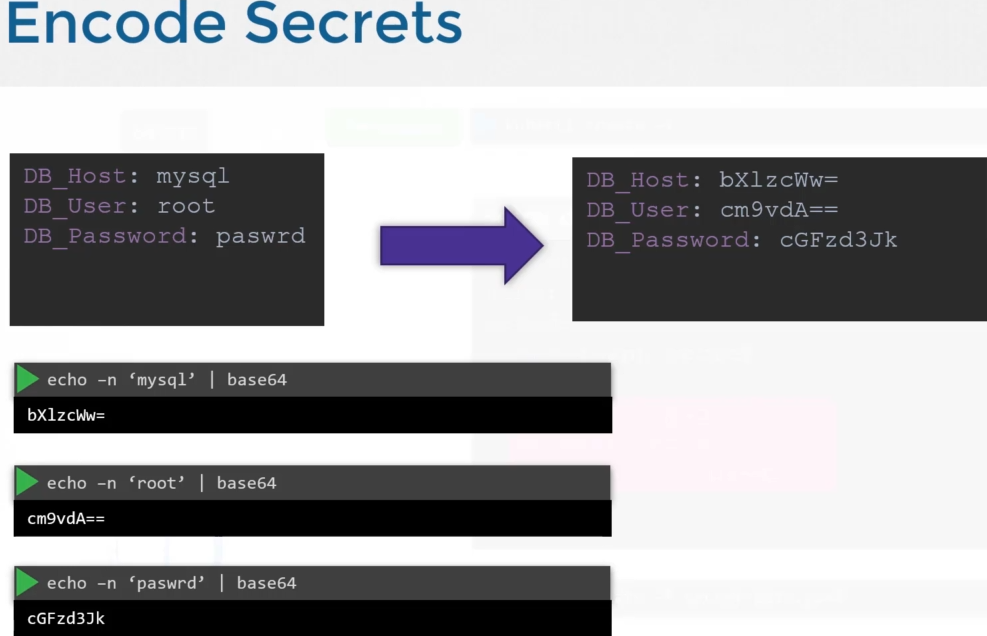 Encode Secrets
DB_Host: mysql
DB_User: root
DB_Password: paswrd
DB_Host: bXlzcWw=
DB_User: cm9vdA==
DB_Password: cGFzd3Jk
echo –n ‘mysql’ | base64
bXlzcWw=
echo –n ‘root’ | base64
cm9vdA==
echo –n ‘paswrd’ | base64
cGFzd3Jk